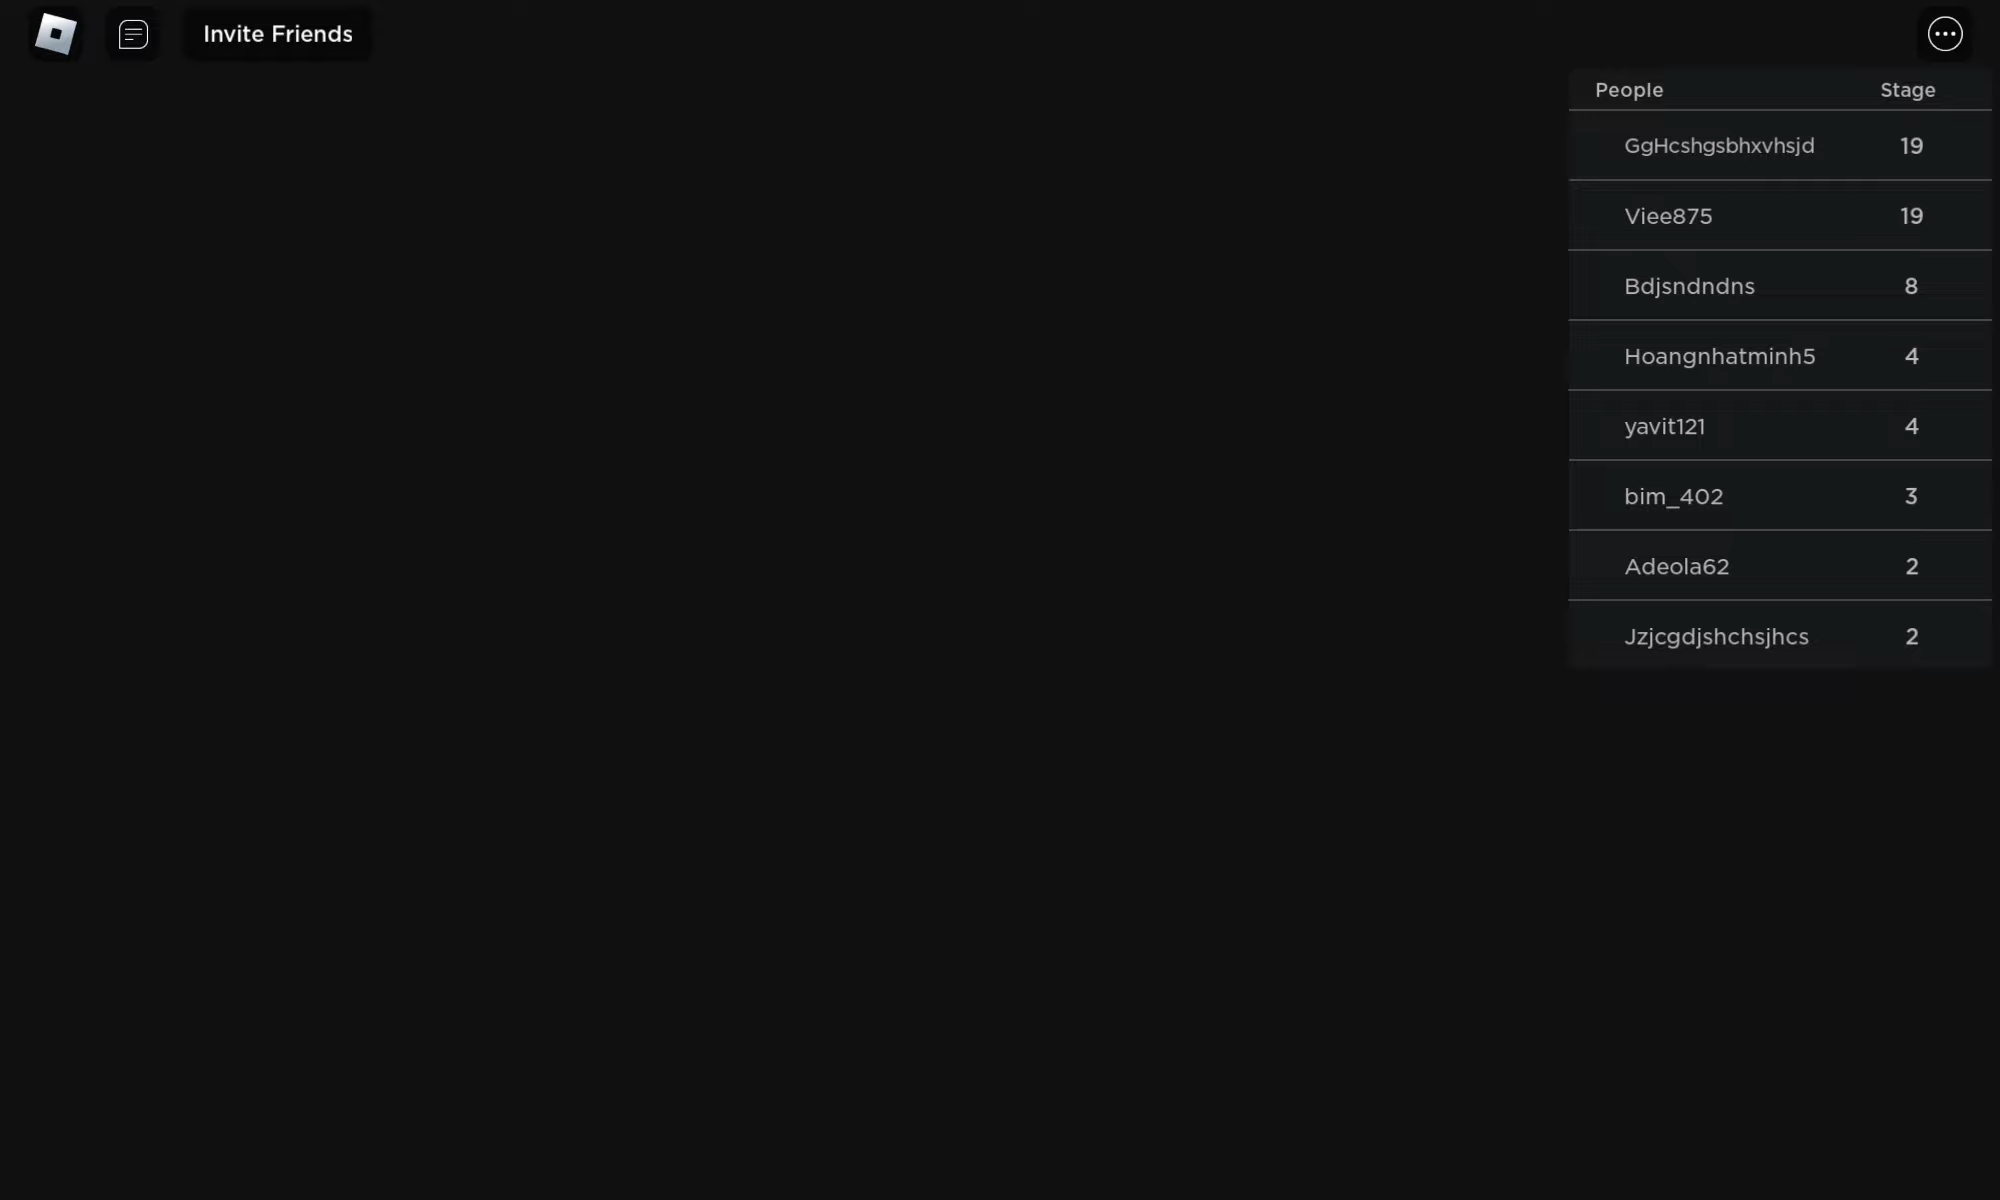 Invite Friends
People Stage
GgHcshgsbhxvhsjd 19
Viee875 19
Bdjsndndns 8
Hoangnhatminh5 4
yavit121 4
bim_402 3
Adeola62 2
Jzjcgdjshchsjhcs 2